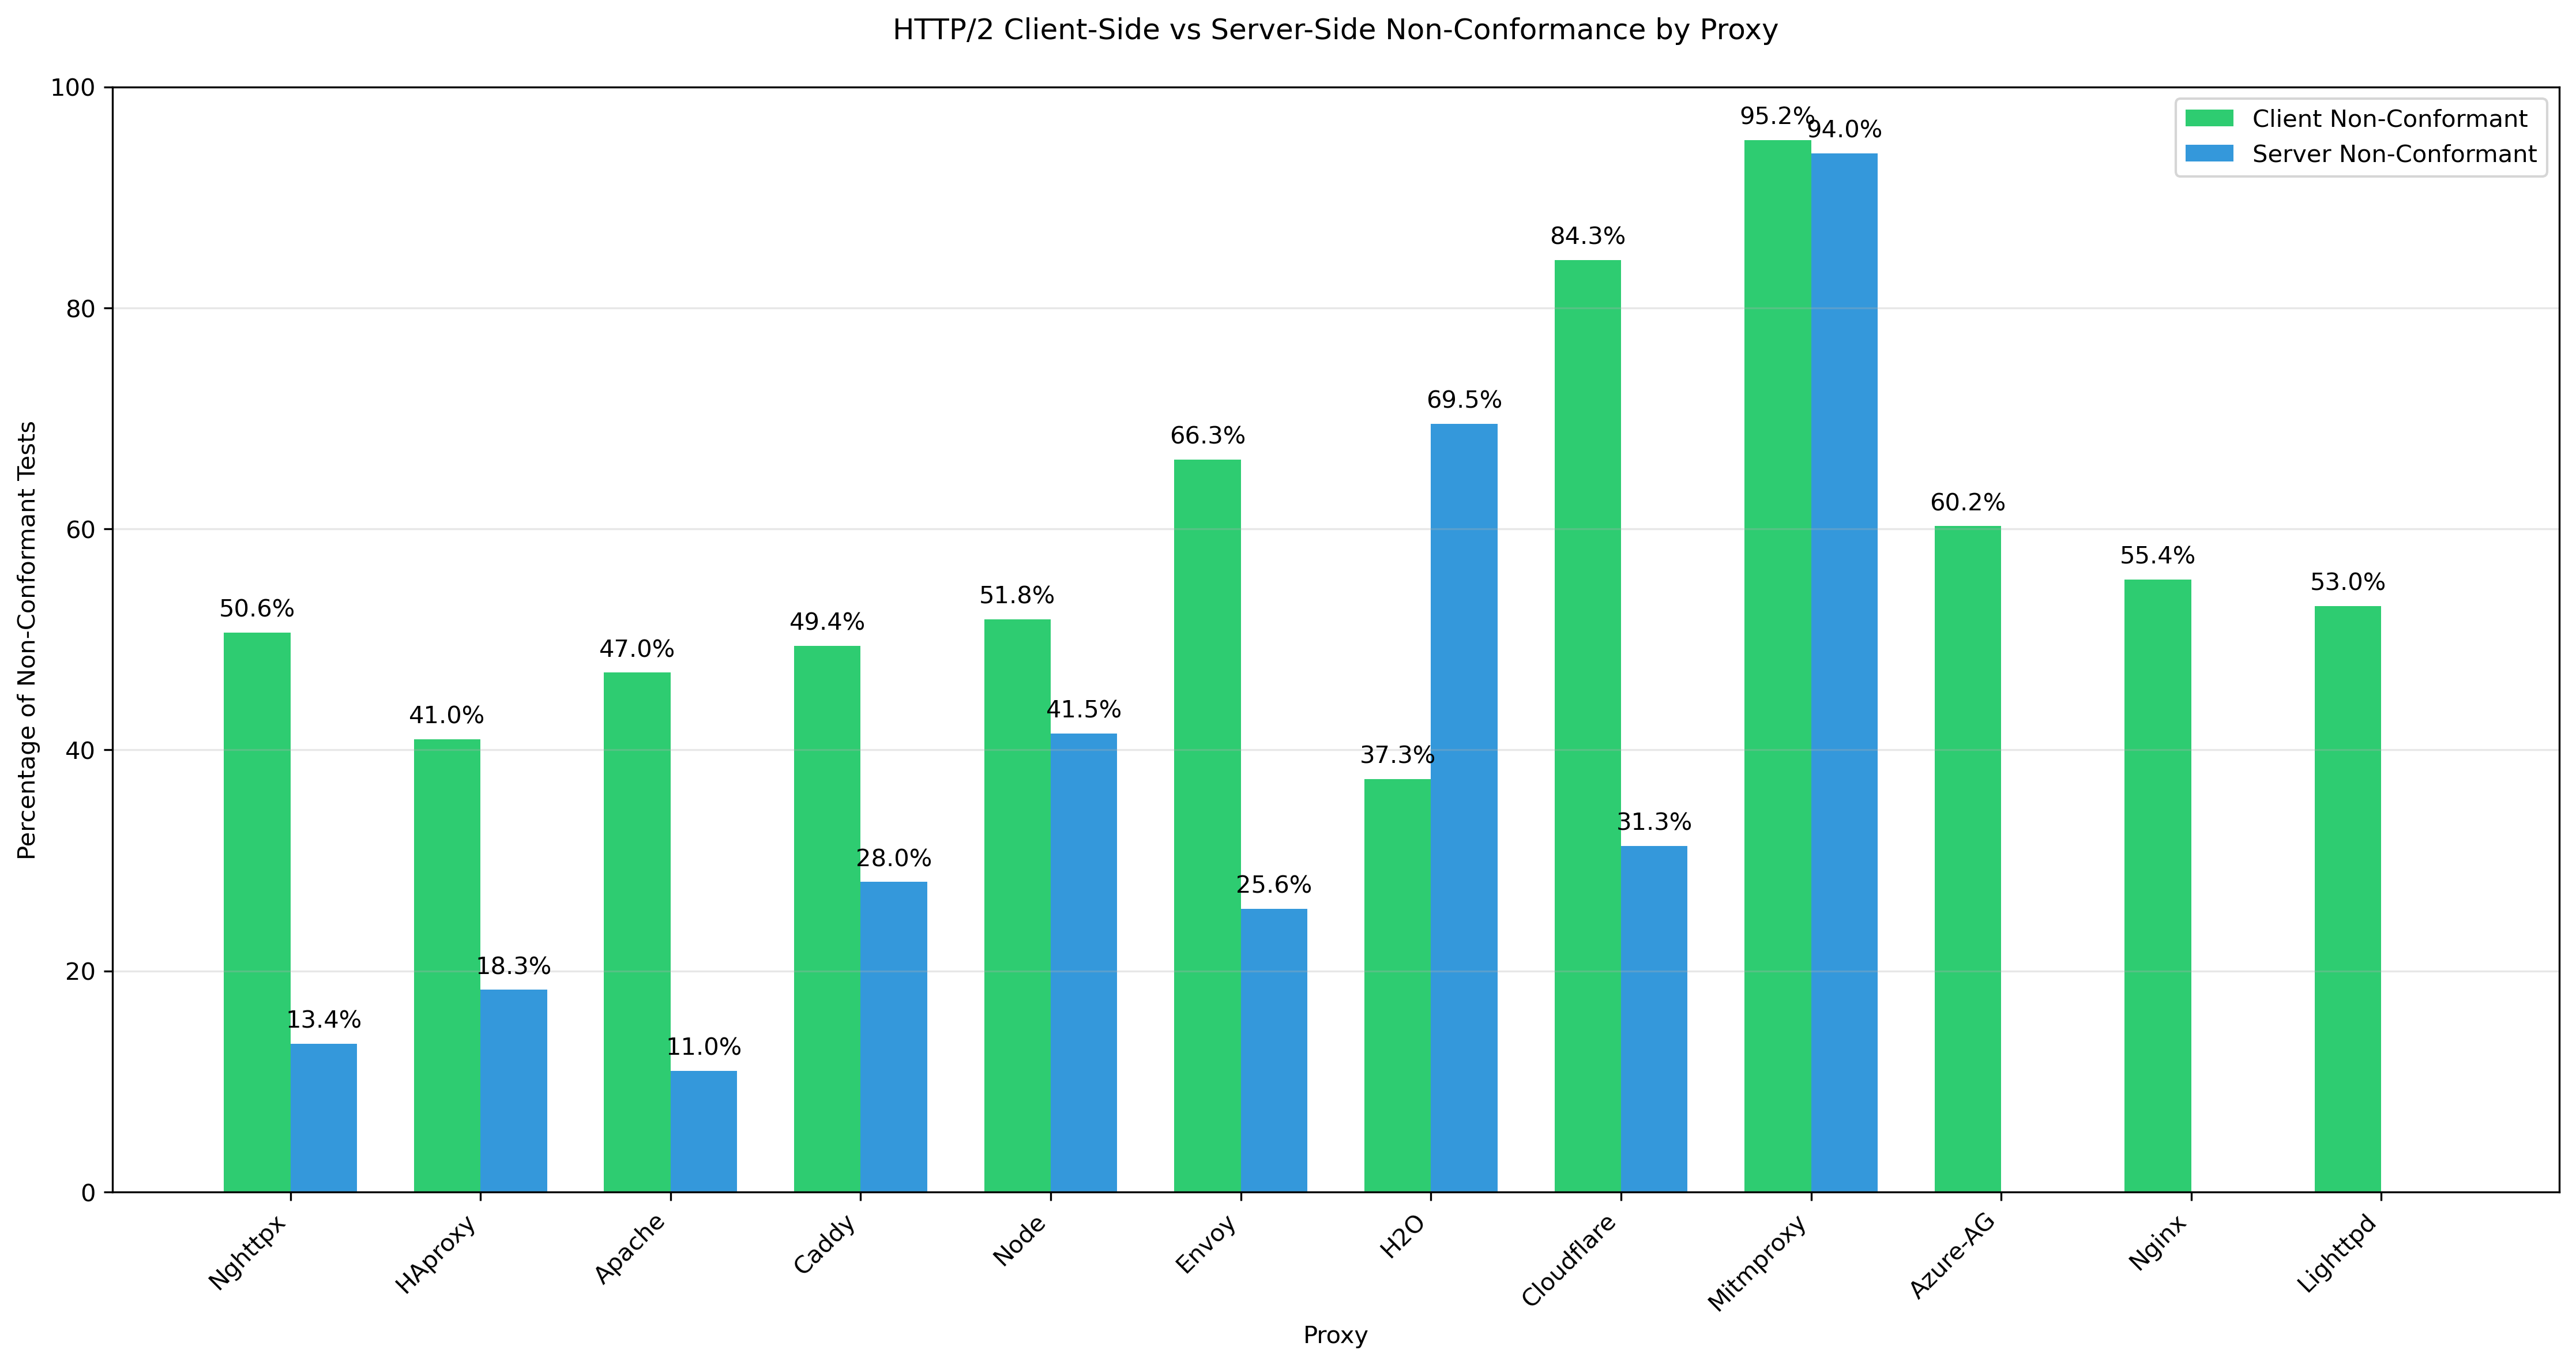 HTTP/2 Client-Side vs Server-Side Non-Conformance by Proxy
Client Non-Conformant
Server Non-Conformant
Percentage of Non-Conformant Tests
100
80
60
40
20
0
50.6%
13.4%
41.0%
18.3%
47.0%
11.0%
49.4%
28.0%
51.8%
41.5%
66.3%
25.6%
37.3%
69.5%
84.3%
31.3%
95.2%
94.0%
60.2%
55.4%
53.0%
Nghttpx
HAproxy
Apache
Caddy
Node
Envoy
H2O
Cloudflare
Mitmproxy
Azure-AG
Nginx
Lighttpd
Proxy